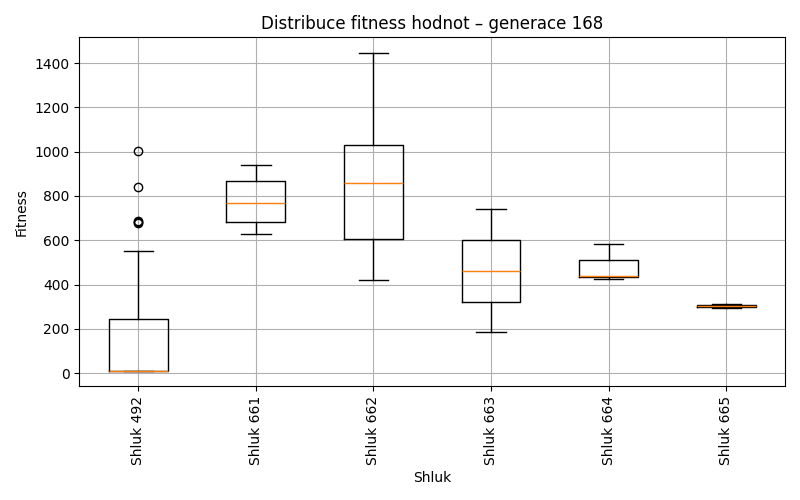 Distribuce fitness hodnot – generace 168
Fitness
1400
1200
1000
800
600
400
200
0
Shluk 492
Shluk 661
Shluk 662
Shluk 663
Shluk 664
Shluk 665
Shluk